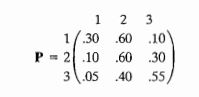 1 2 3
1 .30 .60 .10
P = 2 .10 .60 .30
3 .05 .40 .55